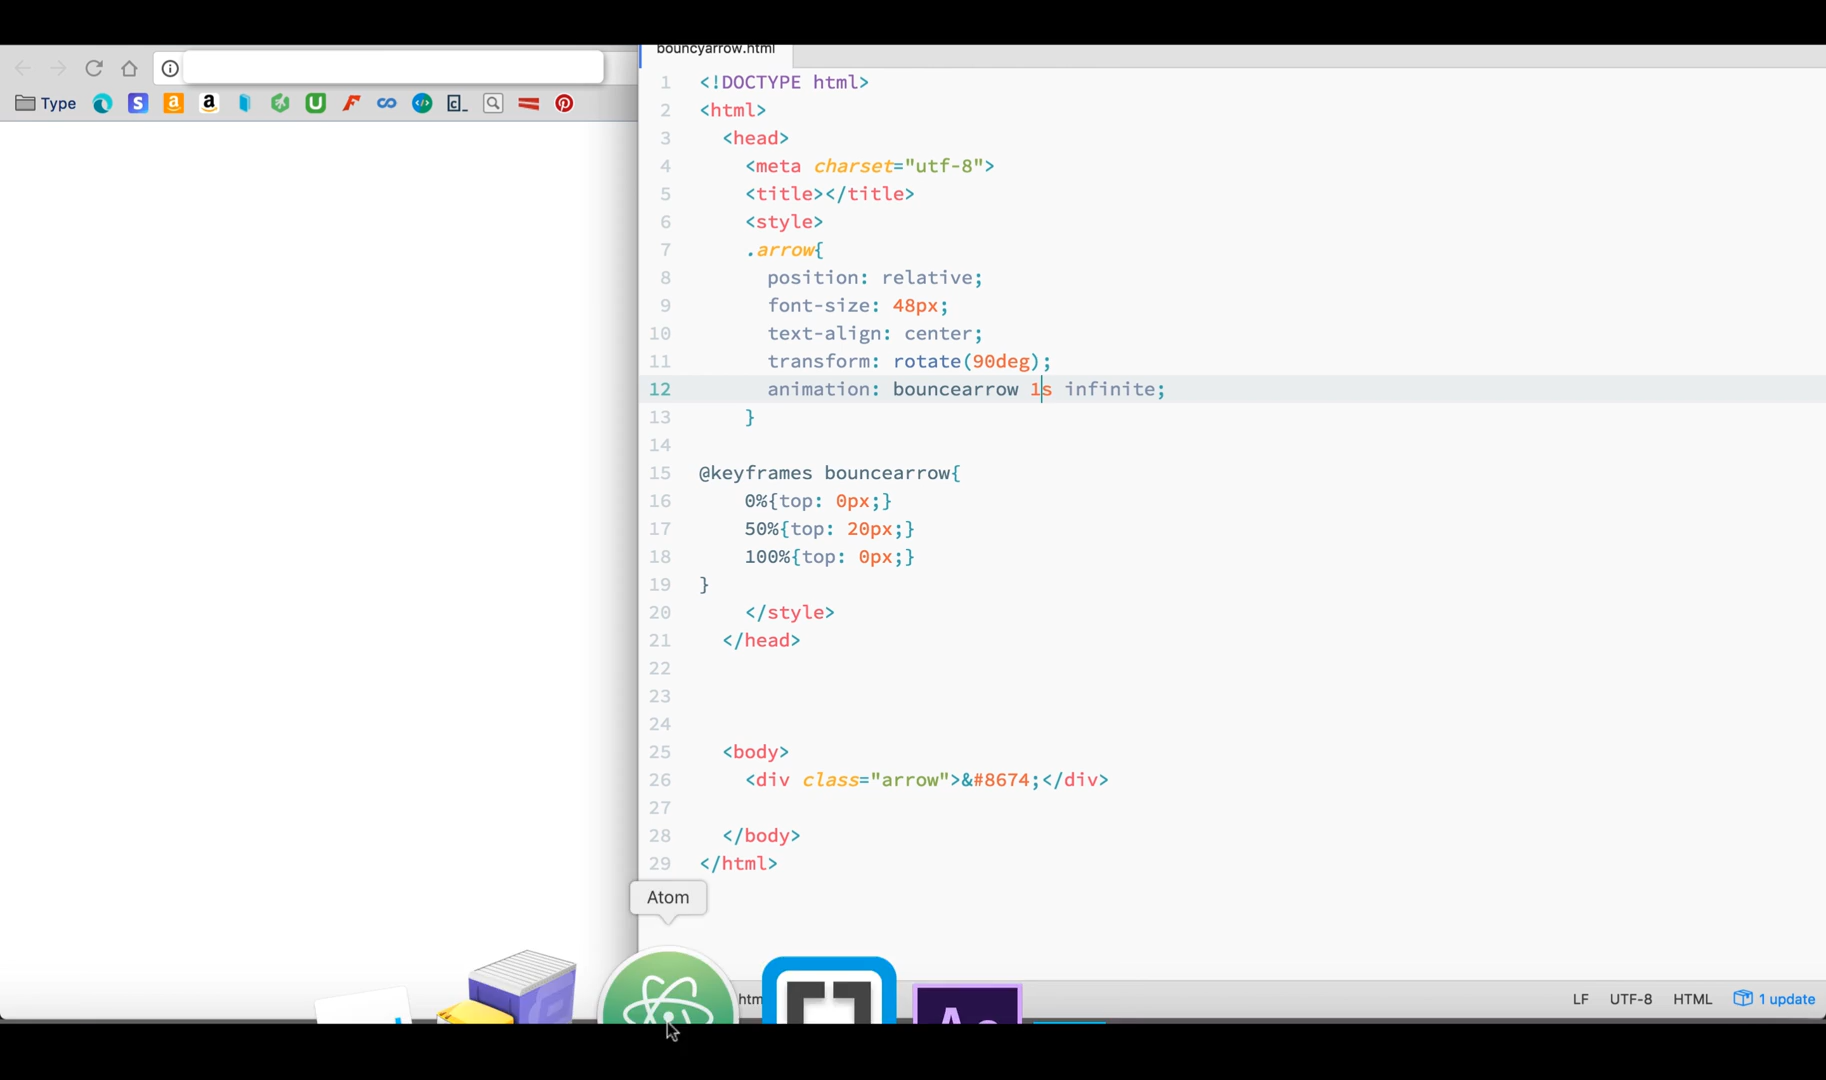 bouncyarrow.html
Type
1 <!DOCTYPE html>
2 <html>
3 <head>
4 <meta charset="utf-8">
5 <title></title>
6 <style>
7 .arrow{
8 position: relative;
9 font-size: 48px;
10 text-align: center;
11 transform: rotate(90deg);
12 animation: bouncearrow 1s infinite;
13 }
14
15 @keyframes bouncearrow{
16 0%{top: 0px;}
17 50%{top: 20px;}
18 100%{top: 0px;}
19 }
20 </style>
21 </head>
22
23
24
25 <body>
26 <div class="arrow">&#8674;</div>
27
28 </body>
29 </html>
Atom
LF UTF-8 HTML 1 update